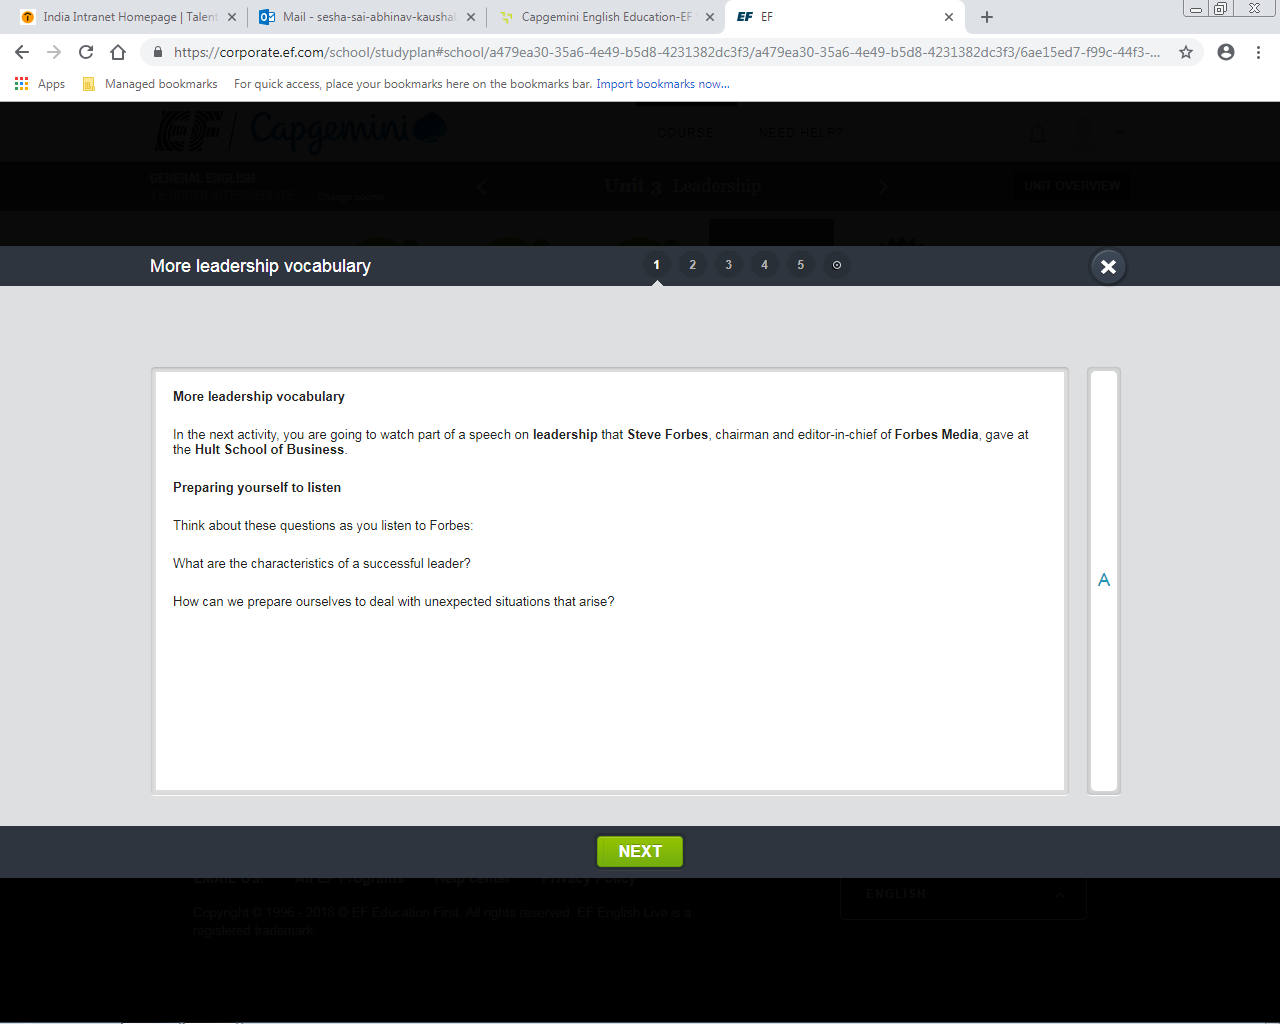 India Intranet Homepage | Talent
Mail - sesha-sai-abhinav-kaushal.
Capgemini English Education-EF
EF EF
https://corporate.ef.com/school/studyplan#school/a479ea30-35a6-4e49-b5d8-4231382dc3f3/a479ea30-35a6-4e49-b5d8-4231382dc3f3/6ae15ed7-f99c-44f3-...
Apps Managed bookmarks For quick access, place your bookmarks here on the bookmarks bar. Import bookmarks now...
EF | Capgemini
COURSE NEED HELP?
GENERAL ENGLISH
Unit 3 Leadership
UNIT OVERVIEW
Change course
More leadership vocabulary 1 2 3 4 5
More leadership vocabulary
In the next activity, you are going to watch part of a speech on leadership that Steve Forbes, chairman and editor-in-chief of Forbes Media, gave at
the Hult School of Business.
Preparing yourself to listen
Think about these questions as you listen to Forbes:
What are the characteristics of a successful leader?
How can we prepare ourselves to deal with unexpected situations that arise?
A
NEXT
EMAIL US! All EF Programs Help Center Privacy Policy
ENGLISH
Copyright © 1996 - 2018 © EF Education First. All rights reserved. EF English Live is a
registered trademark.